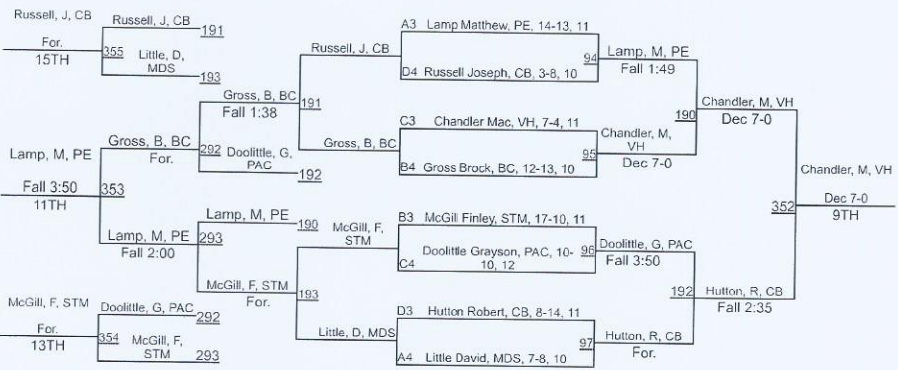 Russell, J, CB
For.
15TH
Russell, J, CB
191
355
Little, D,
MDS
193
Gross, B, BC
Fall 1:38
Gross, B, BC
For.
292
Doolittle, G,
PAC
192
Lamp, M, PE
Fall 3:50
11TH
353
Lamp, M, PE
Fall 2:00
293
Lamp, M, PE
190
McGill, F, STM
For.
McGill, F, STM
For.
13TH
Doolittle, G, PAC
292
354
McGill, F,
STM
293
Russell, J, CB
191
Gross, B, BC
McGill, F,
STM
193
Little, D, MDS
A3 Lamp Matthew, PE, 14-13, 11
94
D4 Russell Joseph, CB, 3-8, 10
C3 Chandler Mac, VH, 7-4, 11
95
B4 Gross Brock, BC, 12-13, 10
B3 McGill Finley, STM, 17-10, 11
Doolittle Grayson, PAC, 10-
10, 12
96
C4
D3 Hutton Robert, CB, 8-14, 11
97
A4 Little David, MDS, 7-8, 10
Lamp, M, PE
Fall 1:49
190
Chandler, M,
VH
Dec 7-0
Doolittle, G, PAC
Fall 3:50
192
Hutton, R, CB
For.
Chandler, M, VH
Dec 7-0
352
Hutton, R, CB
Fall 2:35
Chandler, M, VH
Dec 7-0
9TH